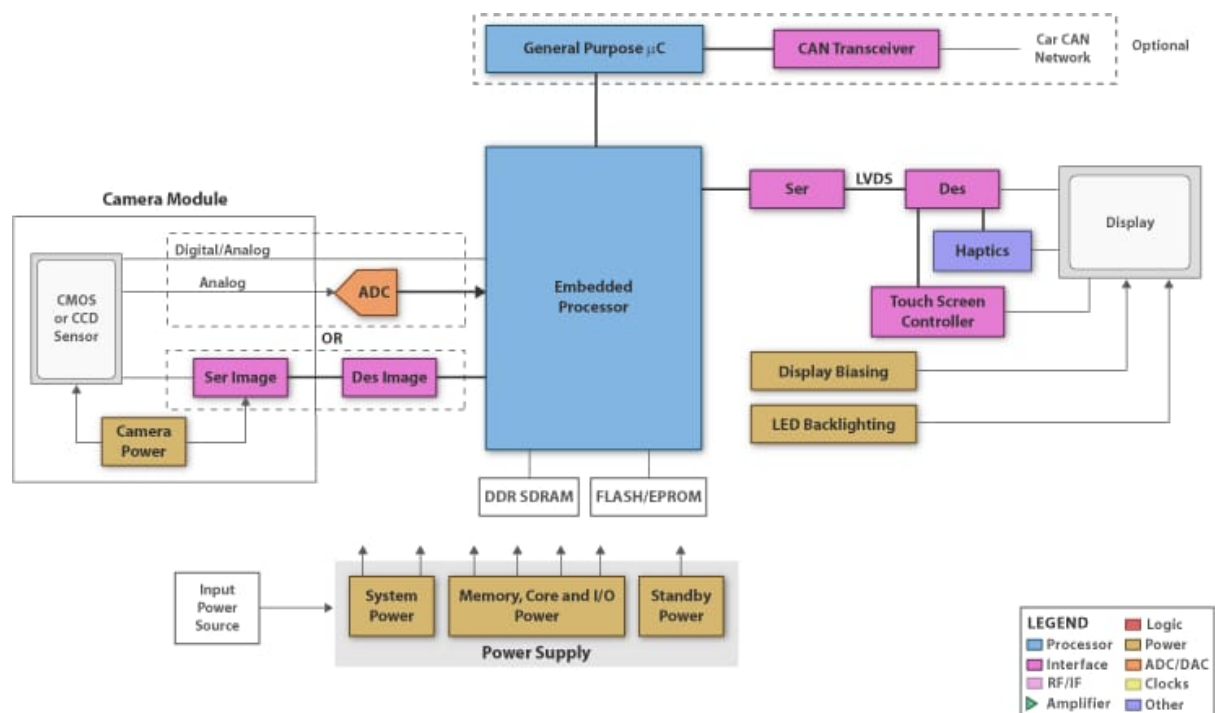 General Purpose μC
CAN Transceiver
Car CAN
Network
Optional
Camera Module
Digital/Analog
Analog
ADC
CMOS
or CCD
Sensor
OR
Ser Image
Des Image
Camera
Power
Embedded
Processor
Ser
LVDS
Des
Display
Haptics
Touch Screen
Controller
Display Biasing
LED Backlighting
DDR SDRAM
FLASH/EPROM
Input
Power
Source
System
Power
Memory, Core and I/O
Power
Standby
Power
Power Supply
LEGEND
Processor
Interface
RF/IF
Amplifier
Logic
Power
ADC/DAC
Clocks
Other